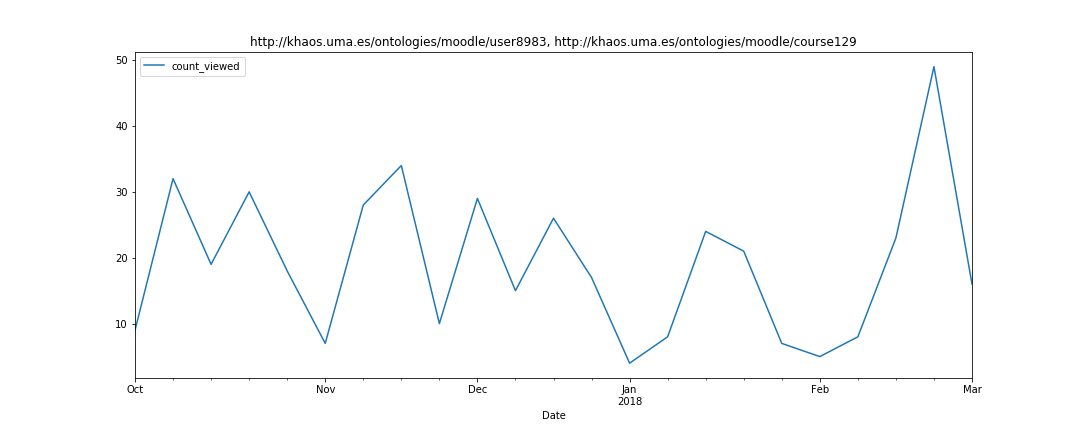 http://khaos.uma.es/ontologies/moodle/user8983, http://khaos.uma.es/ontologies/moodle/course129
count_viewed
50
40
30
20
10
Oct Nov Dec Jan Feb Mar
2018
Date